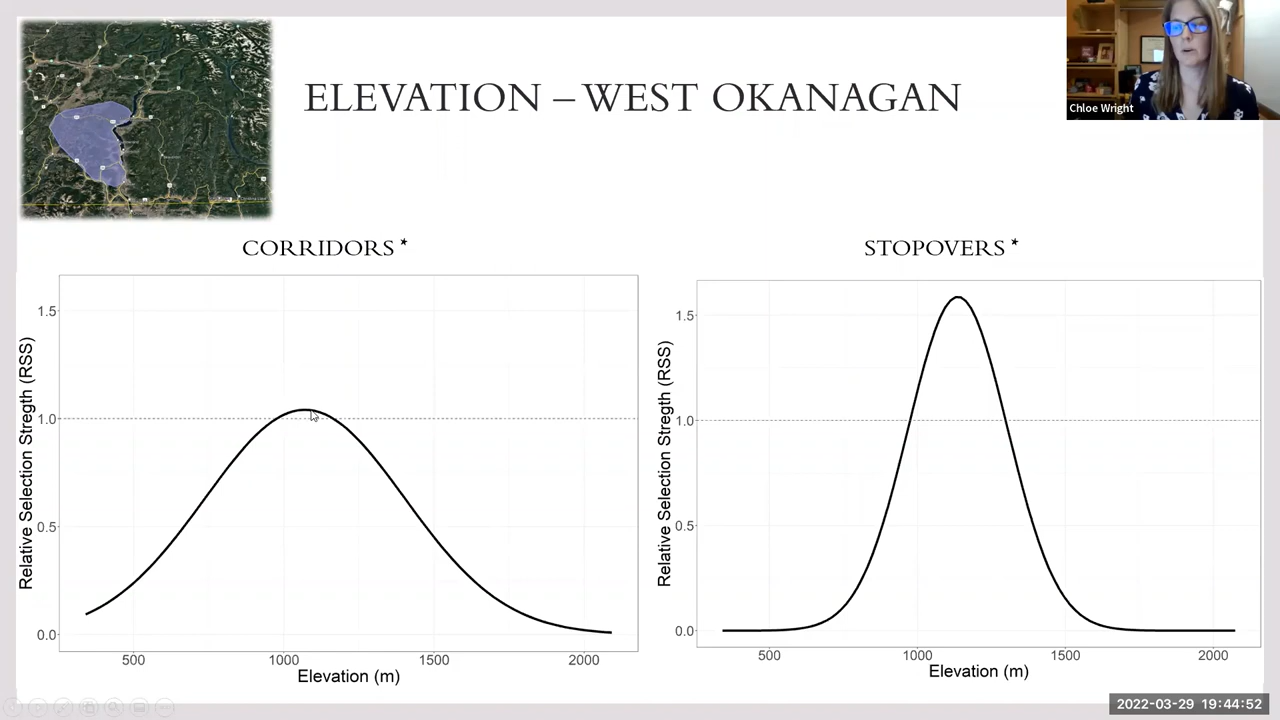 Chloe Wright
ELEVATION – WEST OKANAGAN
CORRIDORS *
STOPOVERS *
Relative Selection Stregth (RSS)
1.5
1.0
0.5
0.0
500 1000 1500 2000
Elevation (m)
Relative Selection Stregth (RSS)
1.5
1.0
0.5
0.0
500 1000 1500 2000
Elevation (m)
2022-03-29 19:44:52